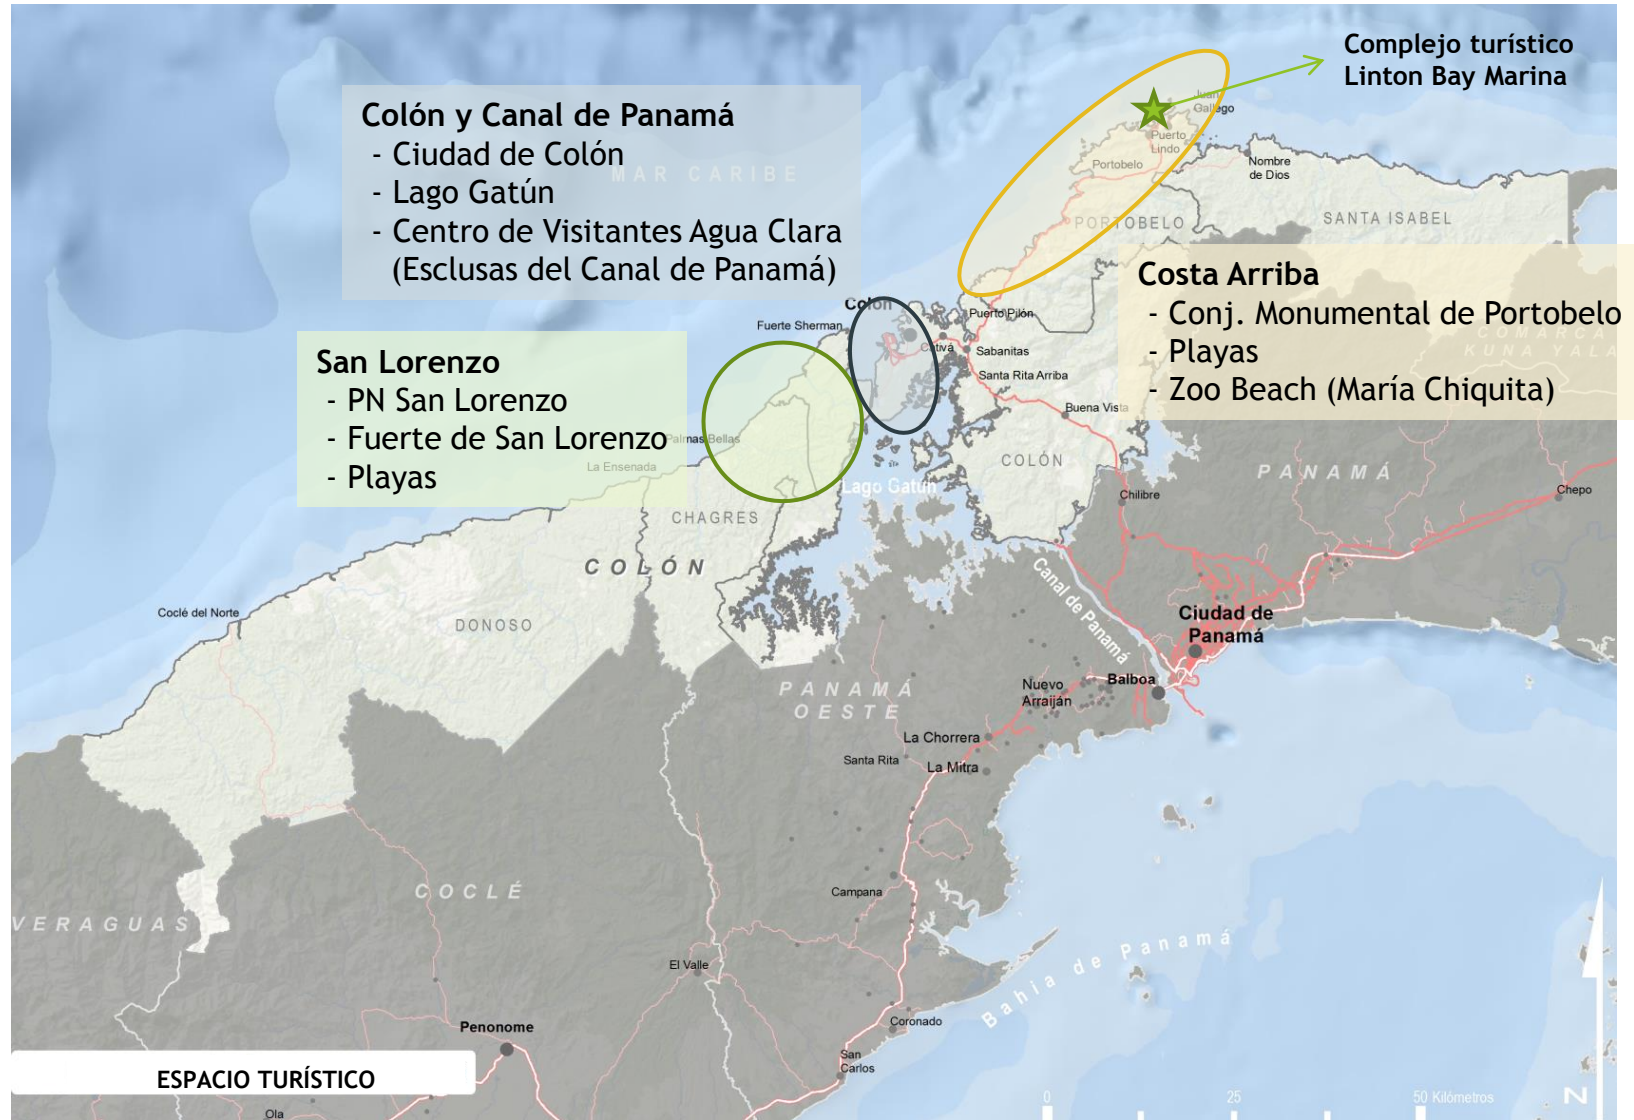 Complejo turístico
Linton Bay Marina
Colón y Canal de Panamá
- Ciudad de Colón
- Lago Gatún
- Centro de Visitantes Agua Clara
(Esclusas del Canal de Panamá)
MAR CARIBE
Juan
Gallego
Puerto
Lindo
Portobelo
Nombre
de Dios
PORTOBELO
SANTA ISABEL
Costa Arriba
- Conj. Monumental de Portobelo
- Playas
- Zoo Beach (María Chiquita)
COMARCA
KUNA YALA
San Lorenzo
- PN San Lorenzo
- Fuerte de San Lorenzo
- Playas
Colón
Fuerte Sherman
Puerto Pilón
Cativá
Sabanitas
Santa Rita Arriba
Buena Vista
Palmas Bellas
La Ensenada
Lago Gatún
COLÓN
PANAMÁ
Chilibre
Chepo
CHAGRES
COLÓN
Coclé del Norte
DONOSO
Canal de Panamá
Ciudad de
Panamá
PANAMÁ
OESTE
Nuevo
Arraiján
Balboa
La Chorrera
Santa Rita
La Mitra
COCLÉ
VERAGUAS
Campana
El Valle
Bahia de Panamá
Penonome
Coronado
San
Carlos
ESPACIO TURÍSTICO
Ola
0
25
50 Kilómetros
N